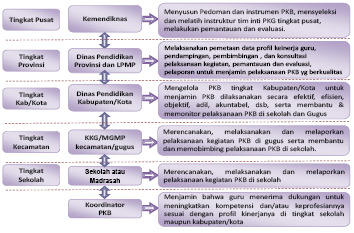 Tingkat Pusat
Kemendiknas
Menyusun Pedoman dan instrumen PKB, mensyeleksi
dan melatih instruktur tim inti PKG tingkat pusat,
melakukan pemantauan dan evaluasi.
Tingkat
Provinsi
Dinas Pendidikan
Provinsi dan LPMP
Melaksanakan pemetaan data profil keinerja guru,
pendampingan, pembimbingan , dan konsultasi
pelaksanaan kegiatan, pemantauan dan evaluasi,
pelaporan untuk menjamin pelaksanaan PKB yg berkualitas
Tingkat
Kab/Kota
Dinas Pendidikan
Kabupaten/Kota
Mengelola PKB tingkat Kabupaten/Kota untuk
menjamin PKB dilaksanakan secara efektif, efisien,
objektif, adil, akuntabel, dsb, serta membantu &
memonitor pelaksanaan PKB di sekolah dan Gugus
Tingkat
Kecamatan
KKG/MGMP
kecamatan/gugus
Merencanakan, melaksanakan dan melaporkan
pelaksanaan kegiatan PKB di gugus serta membantu
dan memobimbing pelaksanaan PKB di sekolah.
Tingkat
Sekolah
Sekolah atau
Madrasah
Merencanakan, melaksanakan dan melaporkan
pelaksanaan kegiatan PKB di sekolah
Koordinator
PKB
Menjamin bahwa guru menerima dukungan untuk
meningkatkan kompetensi dan/atau keprofesiannya
sesuai dengan profil kinerjanya di tingkat sekolah
maupun kabupaten/kota